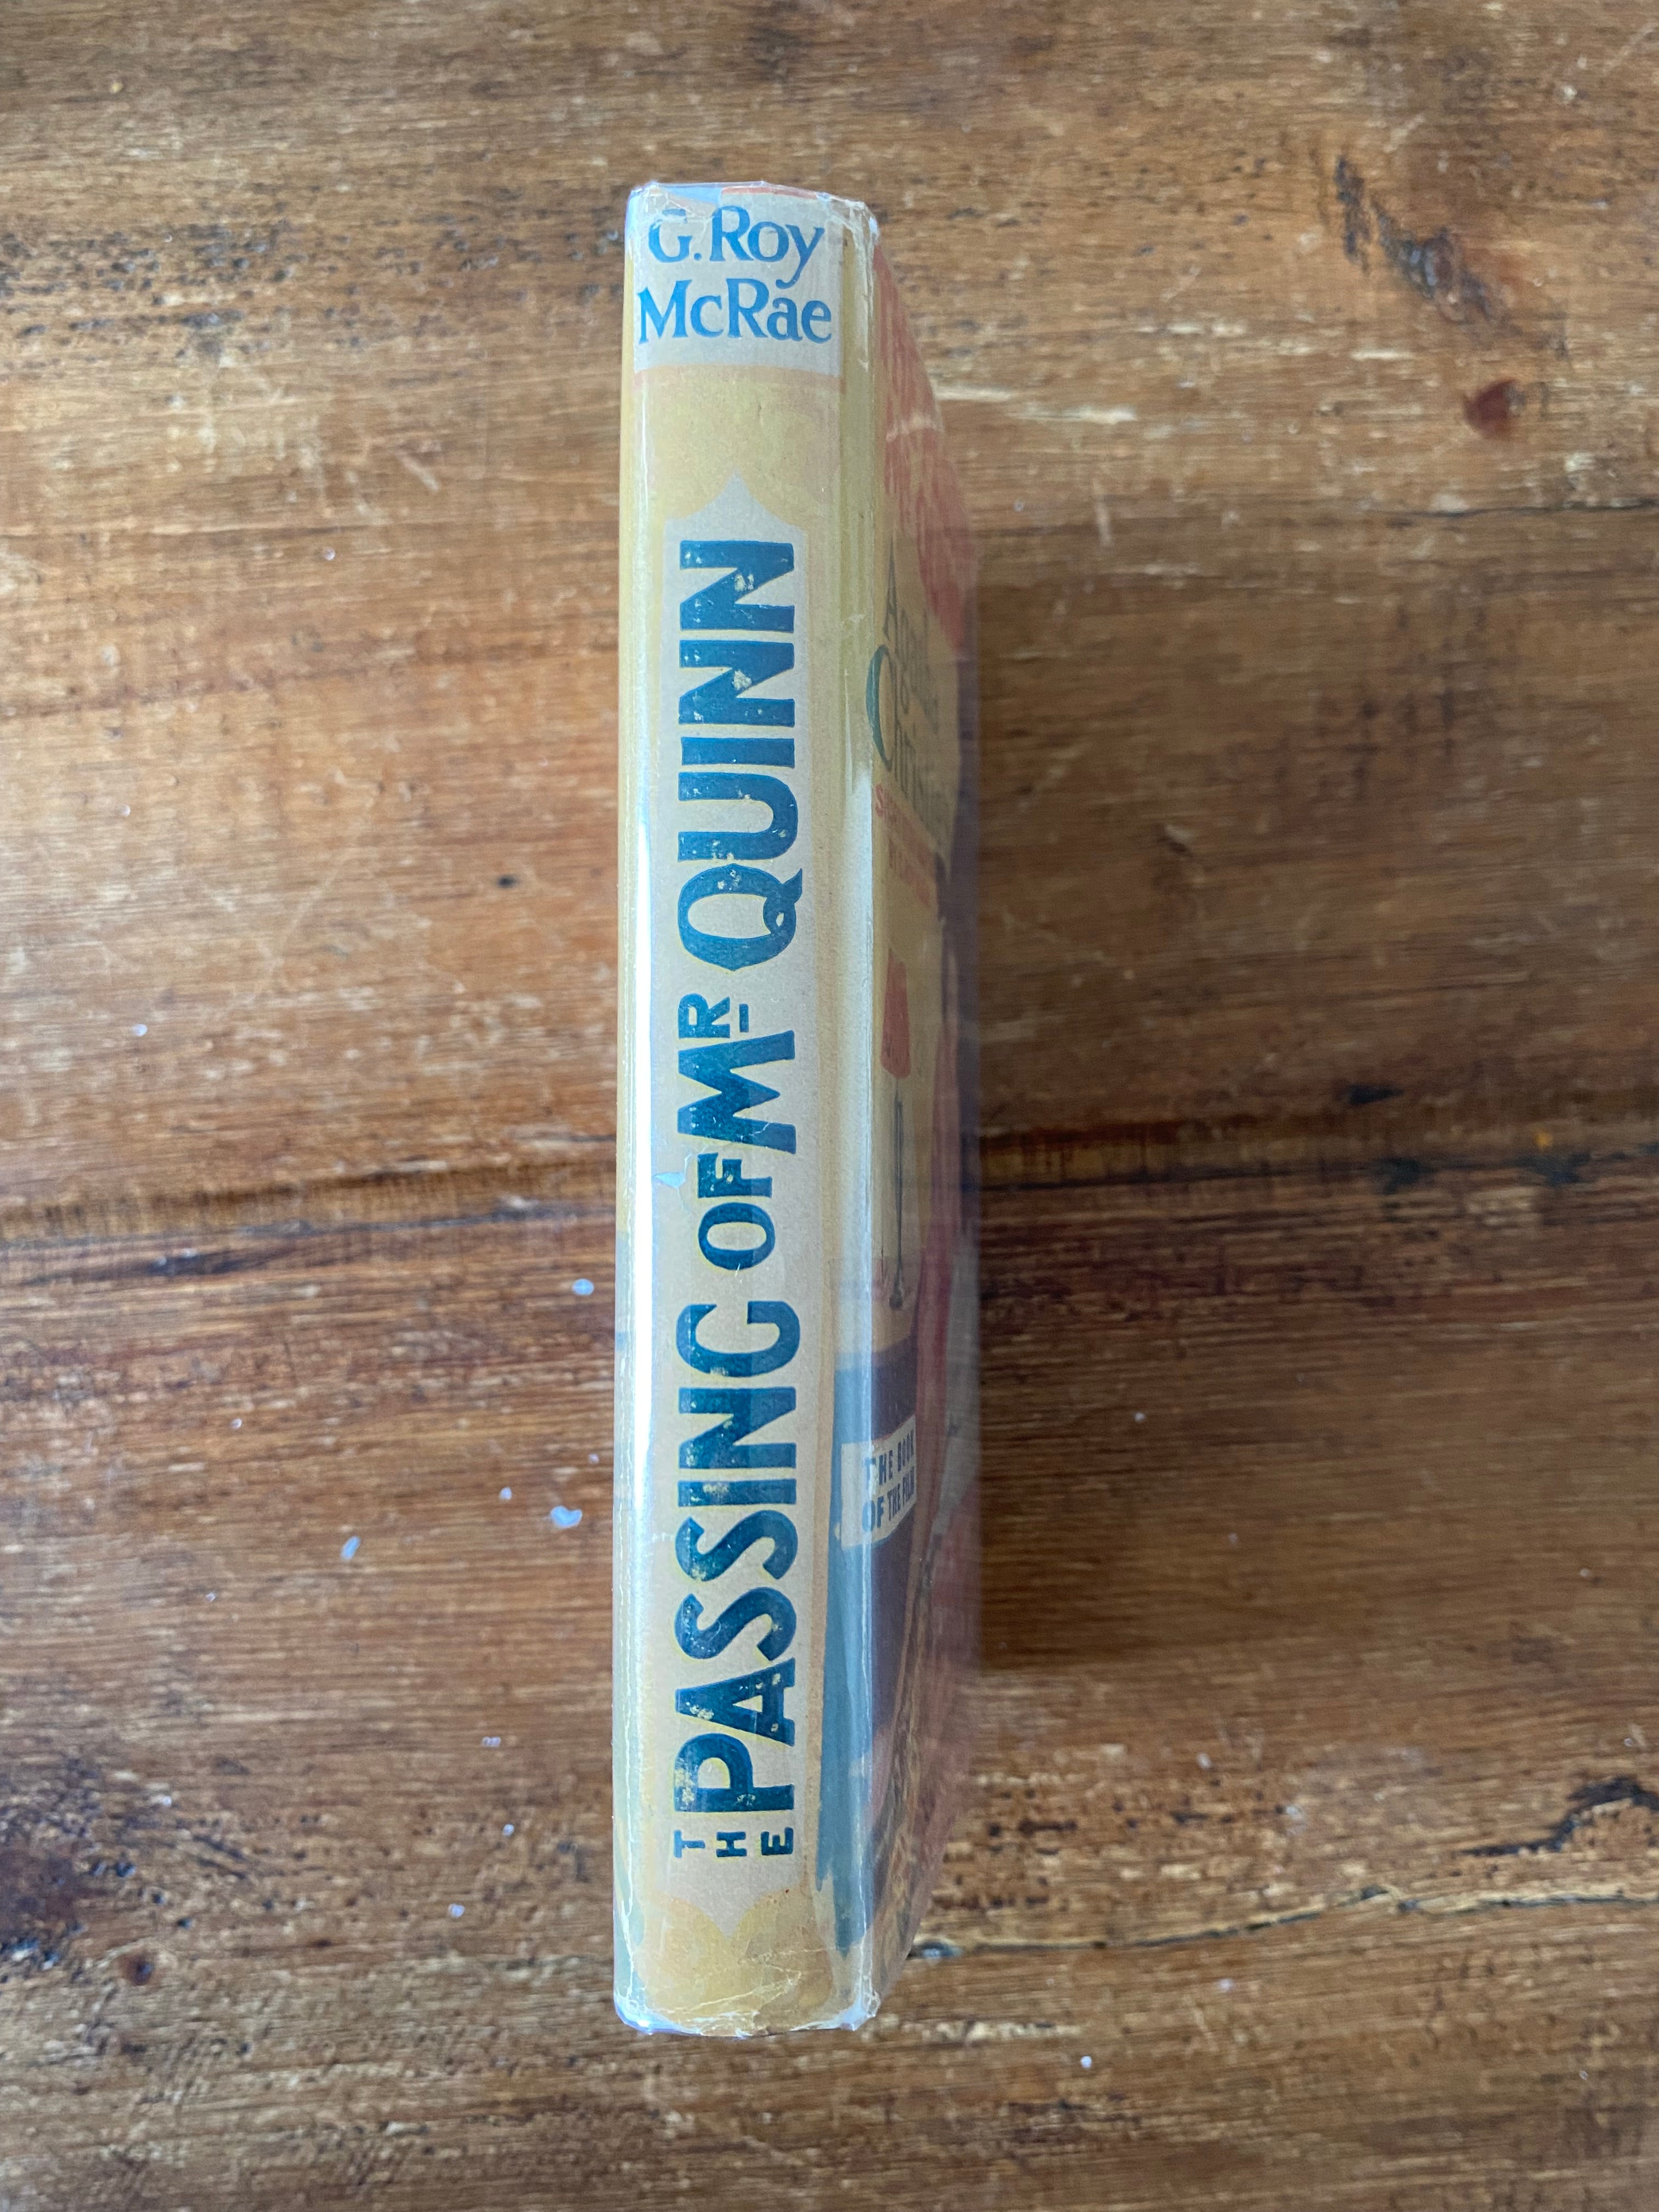 G. Roy
McRae
THE PASSING OF MR QUINN
THE BOOK
OF THE FILM